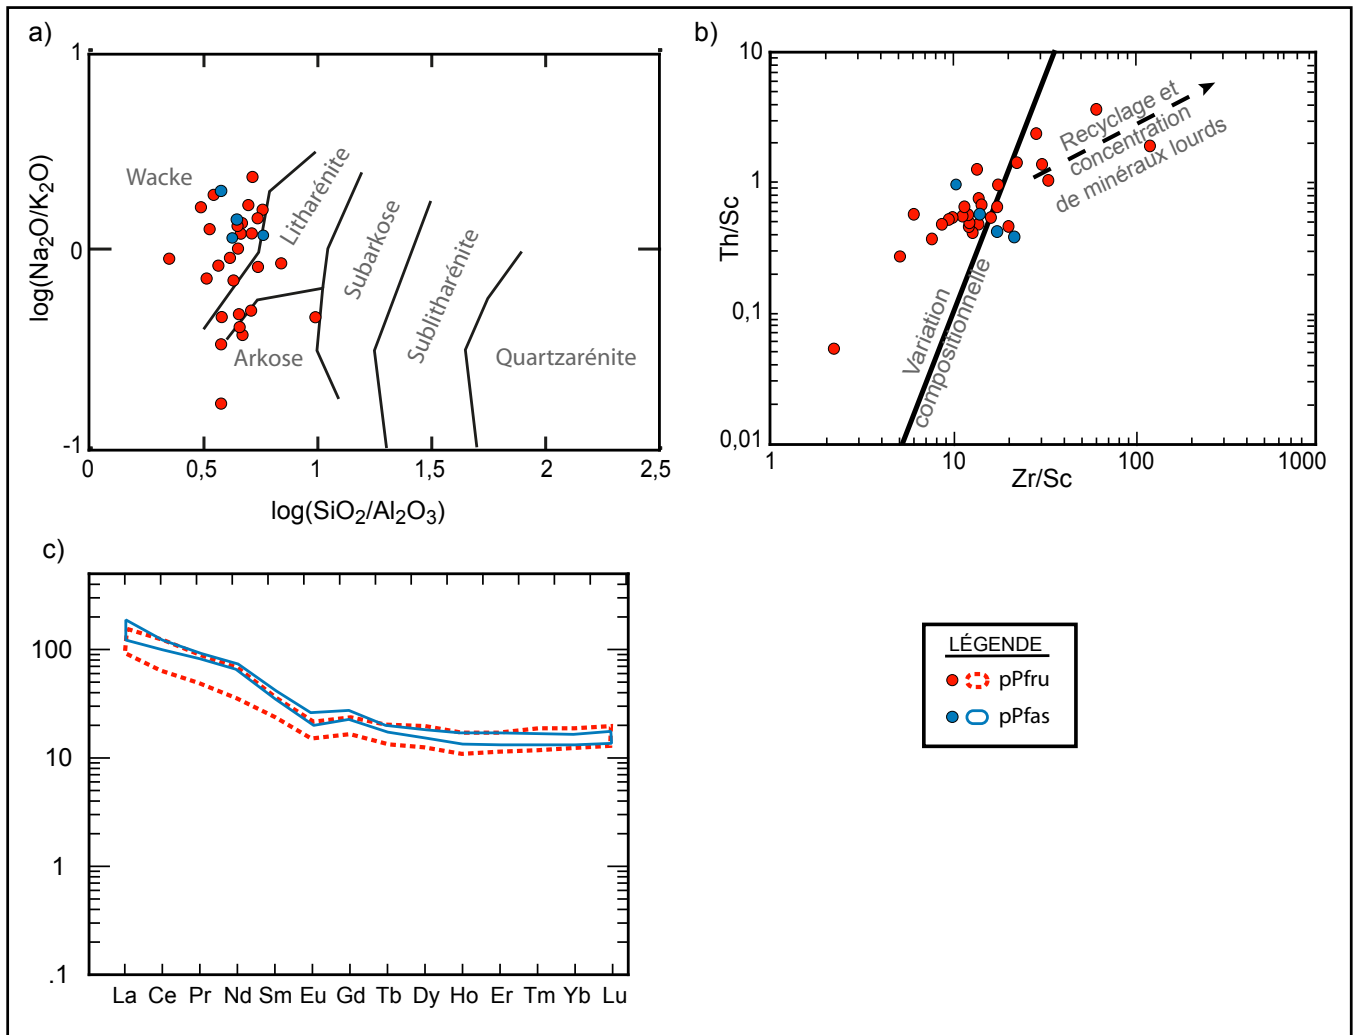 a)
1
0
-1
log(Na2O/K2O)
Wacke
Litharénite
Subarkose
Sublitharénite
Arkose
Quartzarénite
0
0,5
1
1,5
2
2,5
log(SiO2/Al2O3)
b)
10
1
0,1
0,01
Th/Sc
Recyclage et
concentration
de minéraux lourds
Variation
compositionnelle
1
10
100
1000
Zr/Sc
c)
100
10
1
.1
La Ce Pr Nd Sm Eu Gd Tb Dy Ho Er Tm Yb Lu
LÉGENDE
pPfru
pPfas